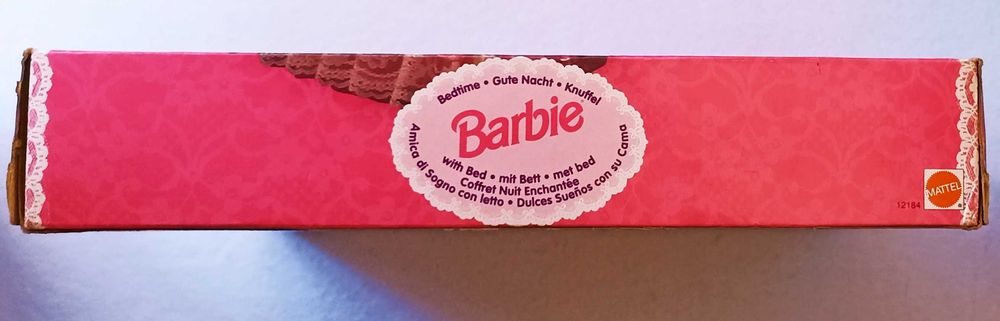 Bedtime • Gute Nacht • Knuffel
Barbie®
with Bed • mit Bett • met bed
Coffret Nuit Enchantée
Amica di Sogno con letto • Dulces Sueños con su Cama
12184
MATTEL
®